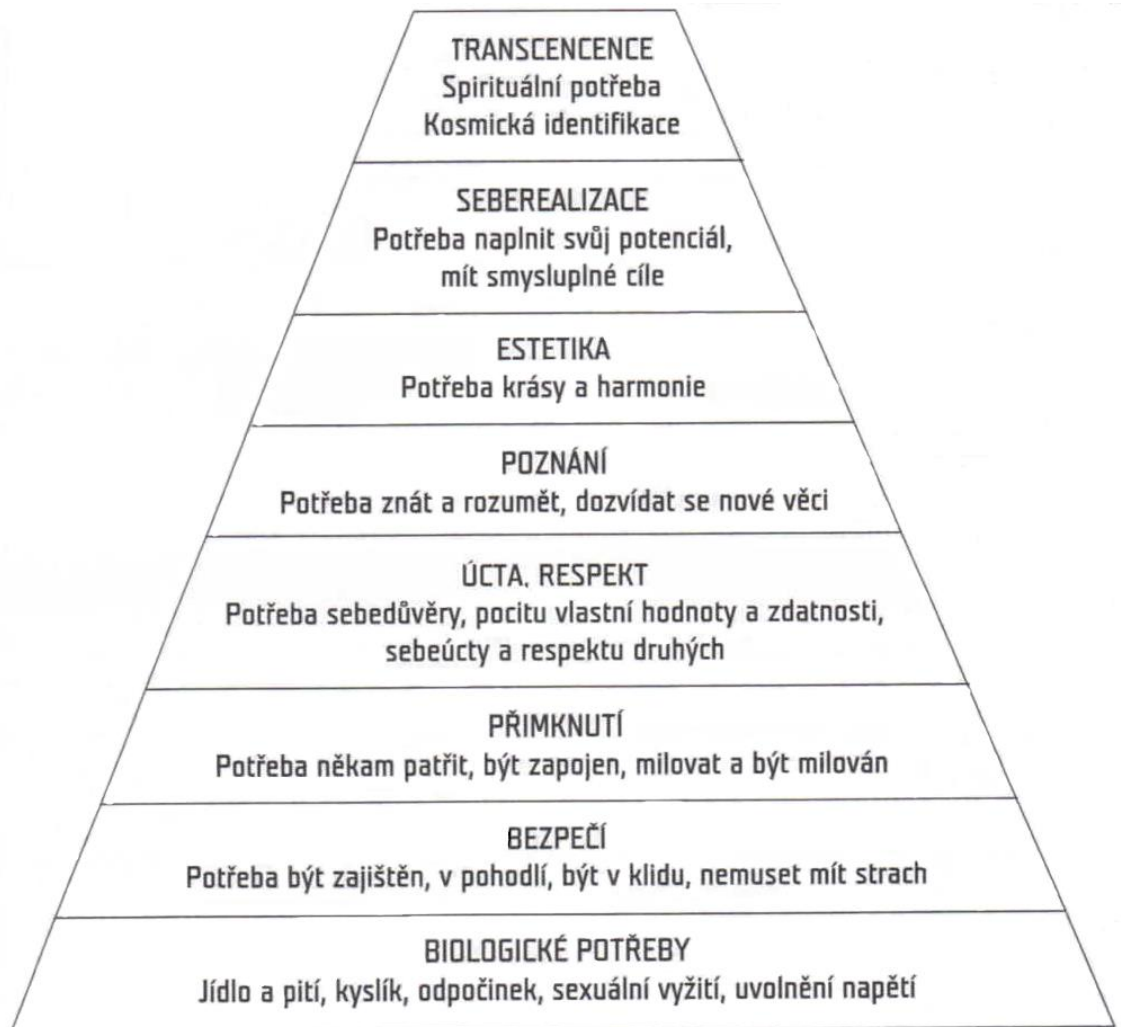 TRANSCENCENCE
Spirituální potřeba
Kosmická identifikace
SEBEREALIZACE
Potřeba naplnit svůj potenciál,
mít smysluplné cíle
ESTETIKA
Potřeba krásy a harmonie
POZNÁNÍ
Potřeba znát a rozumět, dozvídat se nové věci
ÚCTA, RESPEKT
Potřeba sebedůvěry, pocitu vlastní hodnoty a zdatnosti,
sebeúcty a respektu druhých
PŘIMKNUTÍ
Potřeba někam patřit, být zapojen, milovat a být milován
BEZPEČÍ
Potřeba být zajištěn, v pohodlí, být v klidu, nemuset mít strach
BIOLOGICKÉ POTŘEBY
Jídlo a pití, kyslík, odpočinek, sexuální vyžití, uvolnění napětí